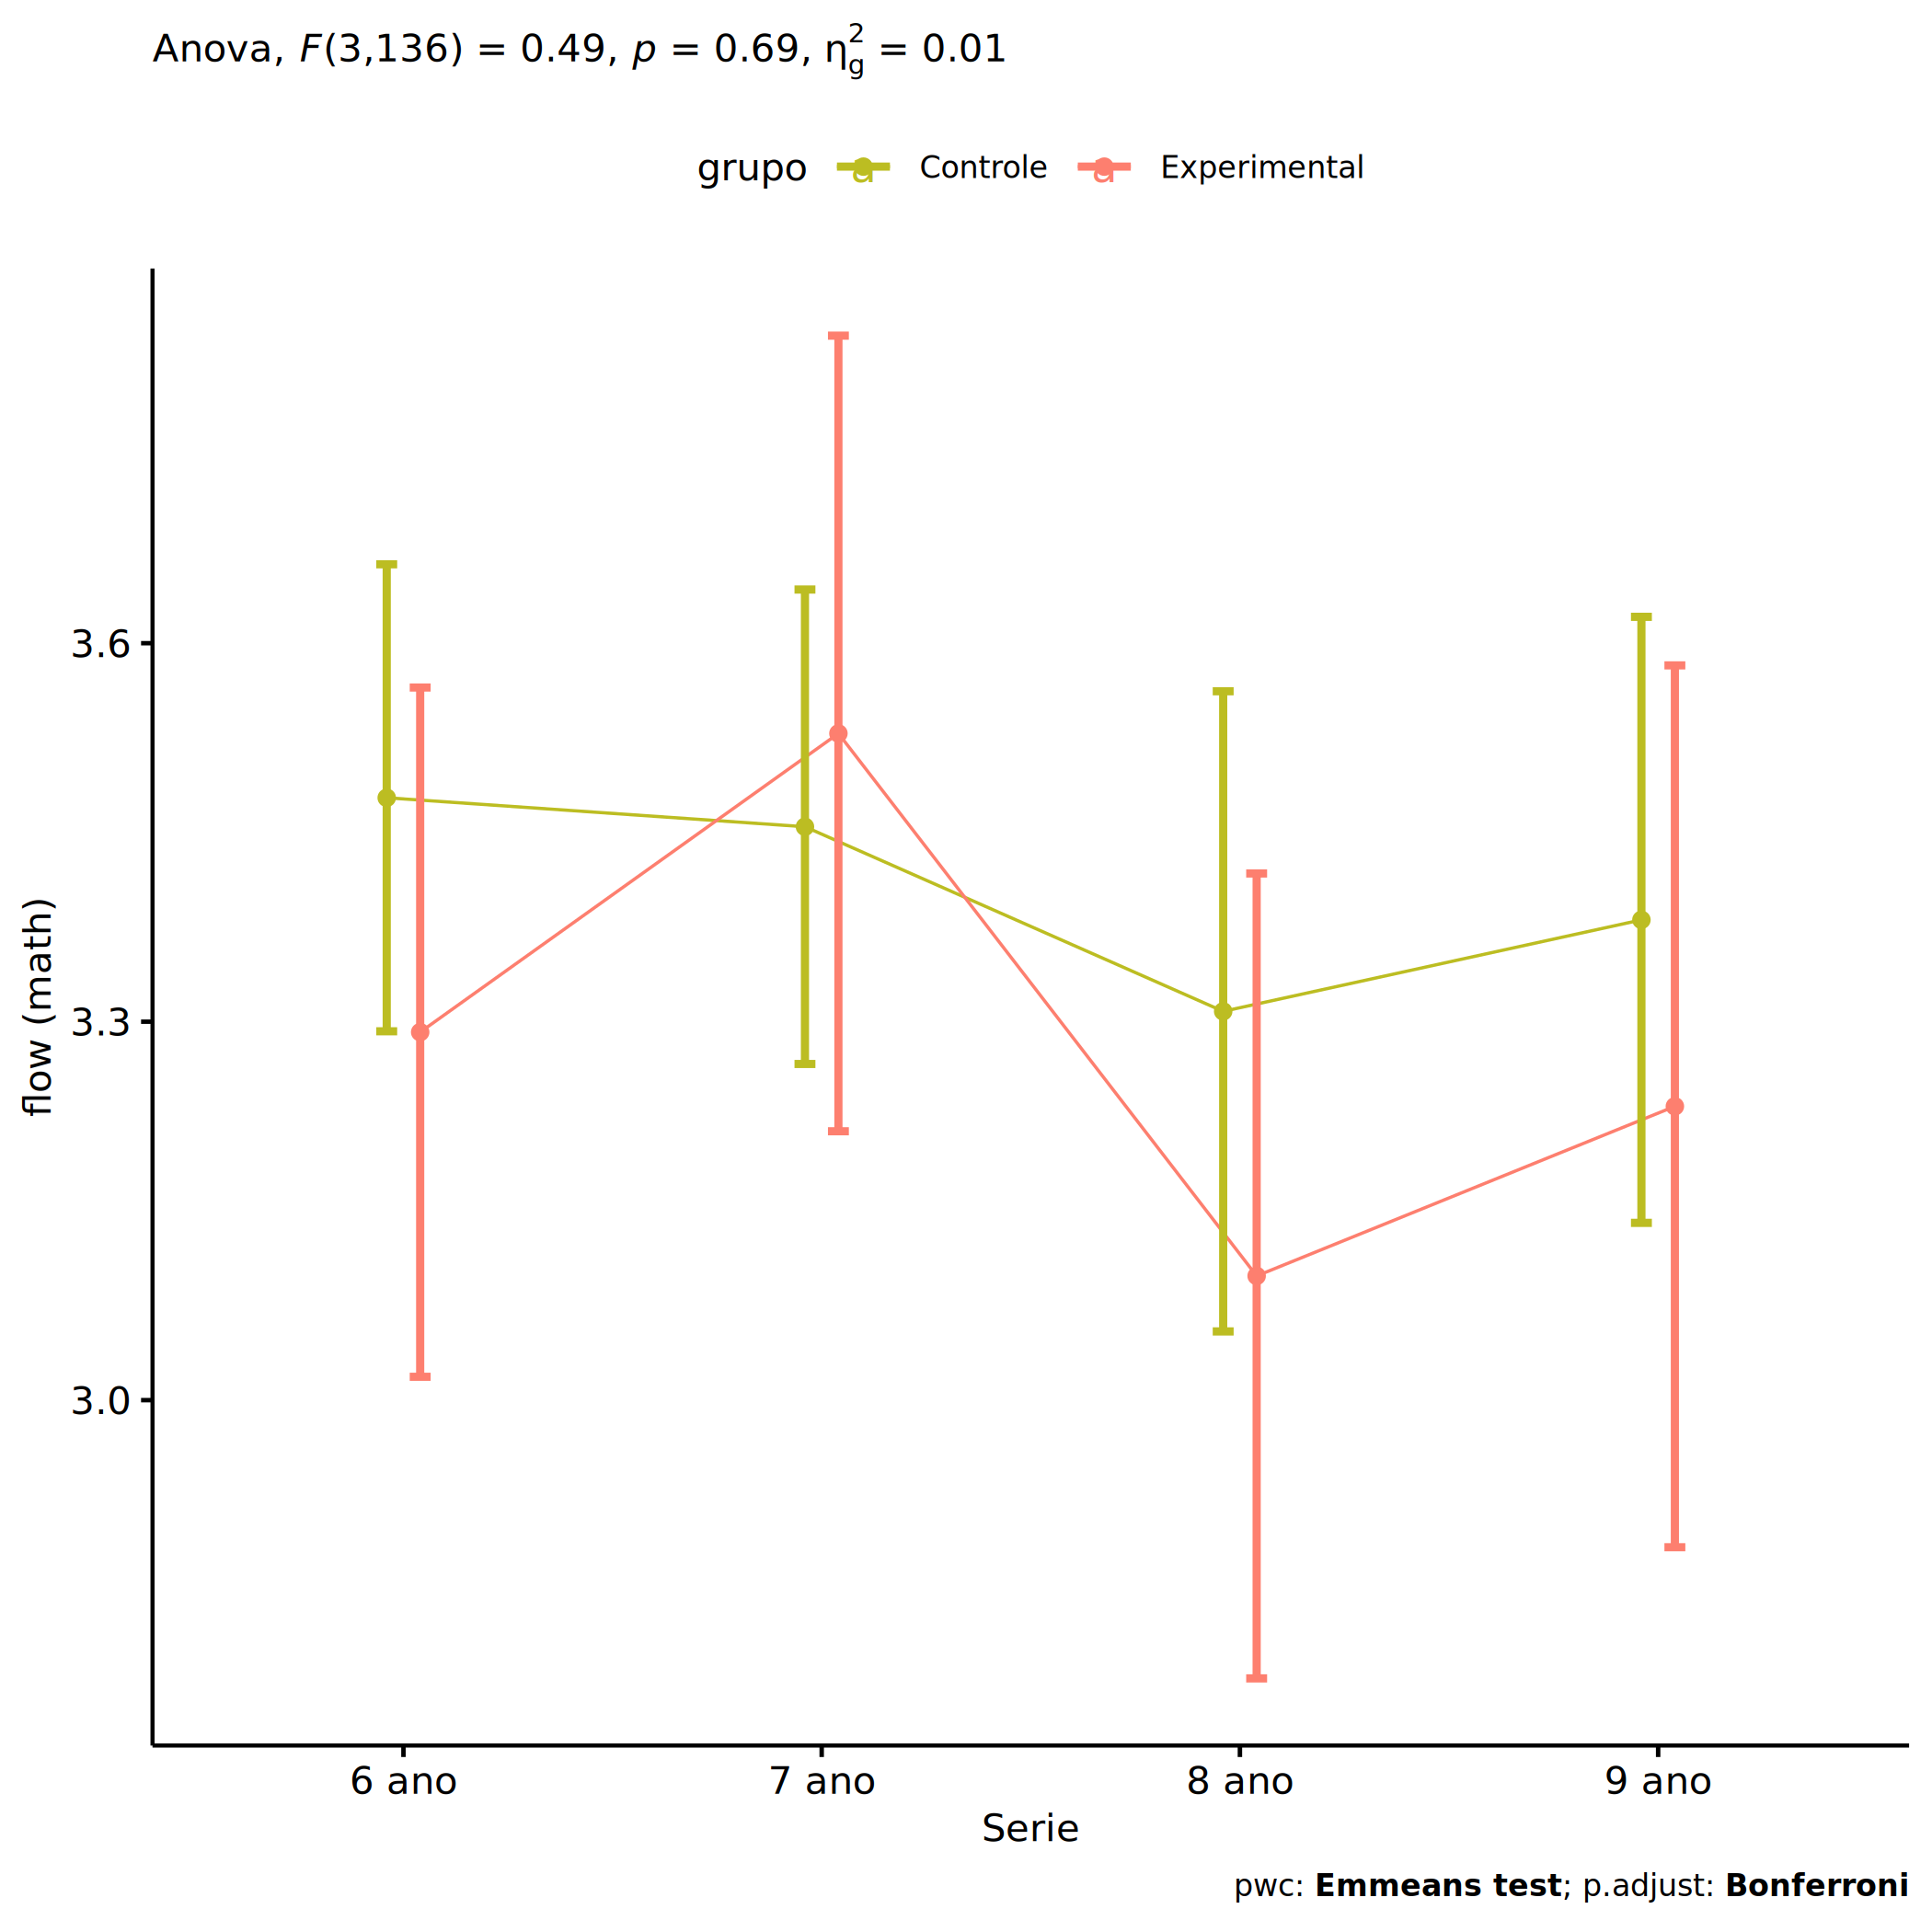 Anova, F(3,136) = 0.49, p = 0.69, η²g = 0.01
grupo a Controle a Experimental
3.6
3.3
3.0
flow (math)
6 ano 7 ano 8 ano 9 ano
Serie
pwc: Emmeans test; p.adjust: Bonferroni